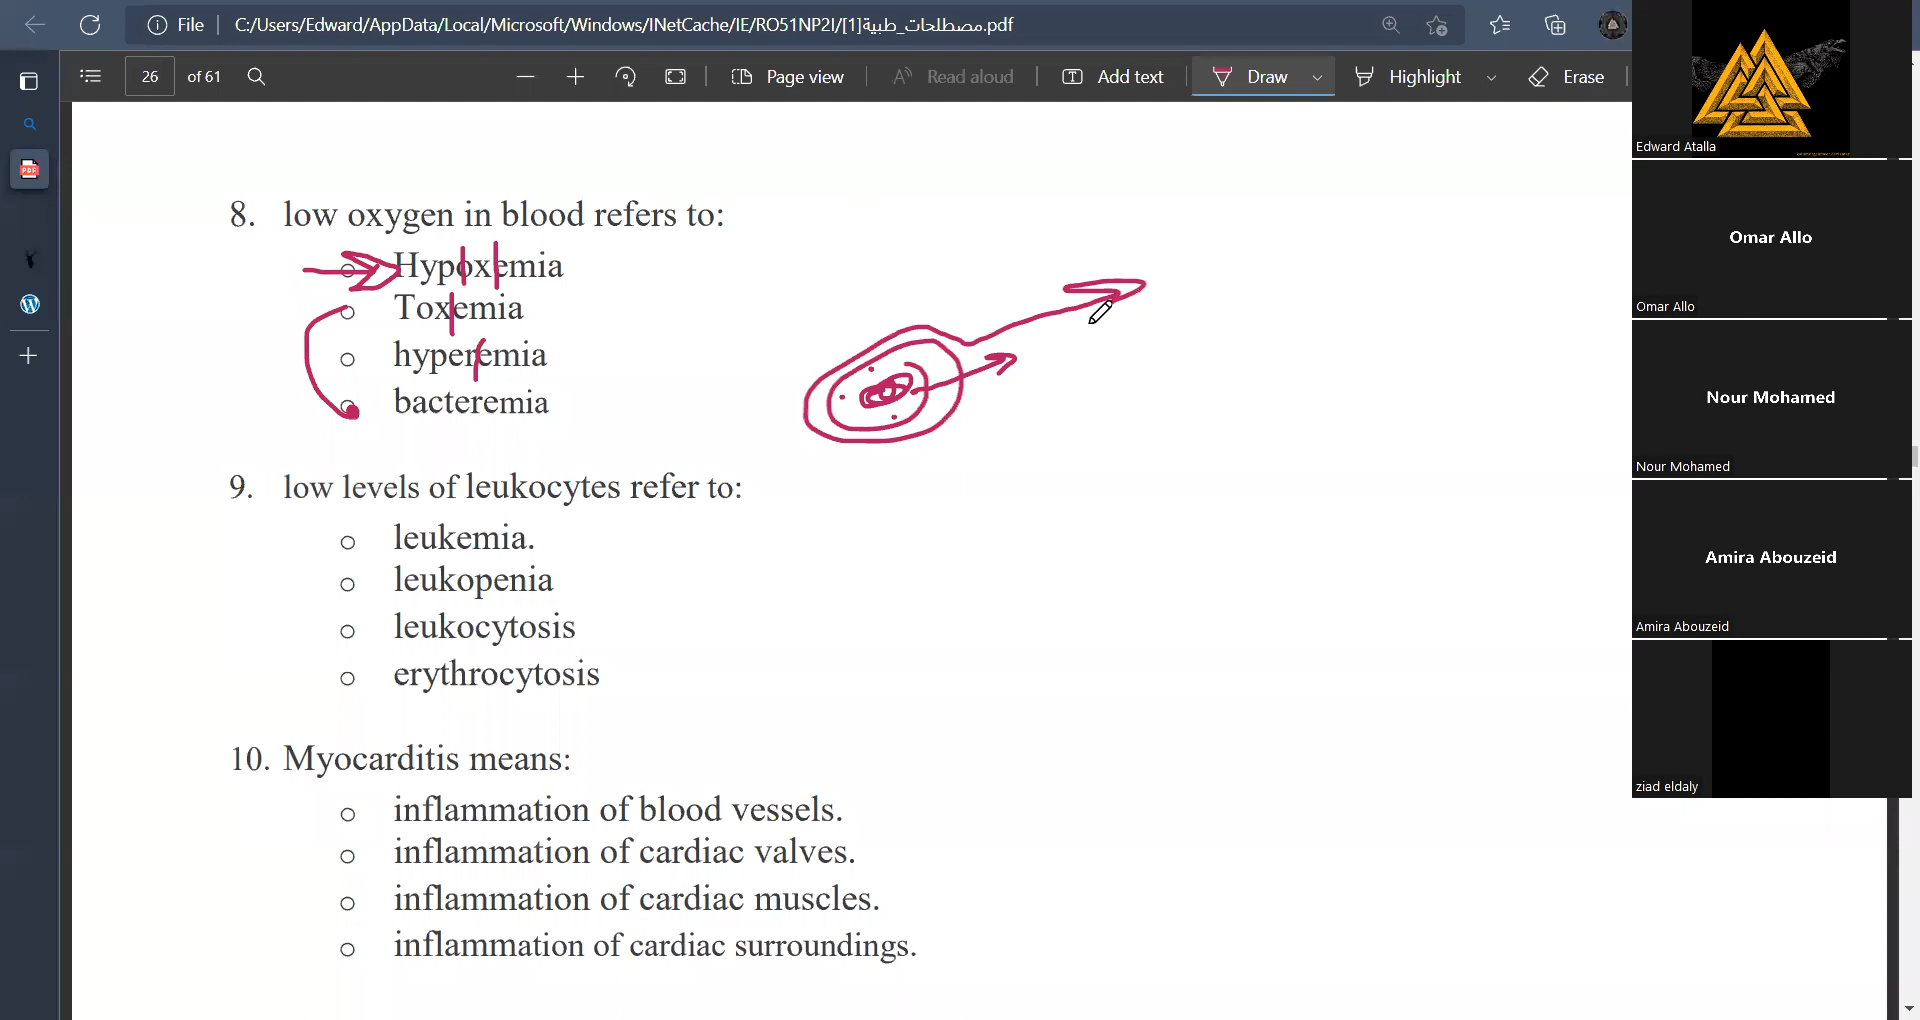 File
C:/Users/Edward/AppData/Local/Microsoft/Windows/INetCache/IE/RO51NP2I/[1]مصطلحات_طبية.pdf
26 of 61
Page view
Read aloud
Add text
Draw
Highlight
Erase
PDF
8. low oxygen in blood refers to:
Hypoxemia
Toxemia
hyperemia
bacteremia
9. low levels of leukocytes refer to:
leukemia.
leukopenia
leukocytosis
erythrocytosis
10. Myocarditis means:
inflammation of blood vessels.
inflammation of cardiac valves.
inflammation of cardiac muscles.
inflammation of cardiac surroundings.
Edward Atalla
Omar Allo
Omar Allo
Nour Mohamed
Nour Mohamed
Amira Abouzeid
Amira Abouzeid
ziad eldaly